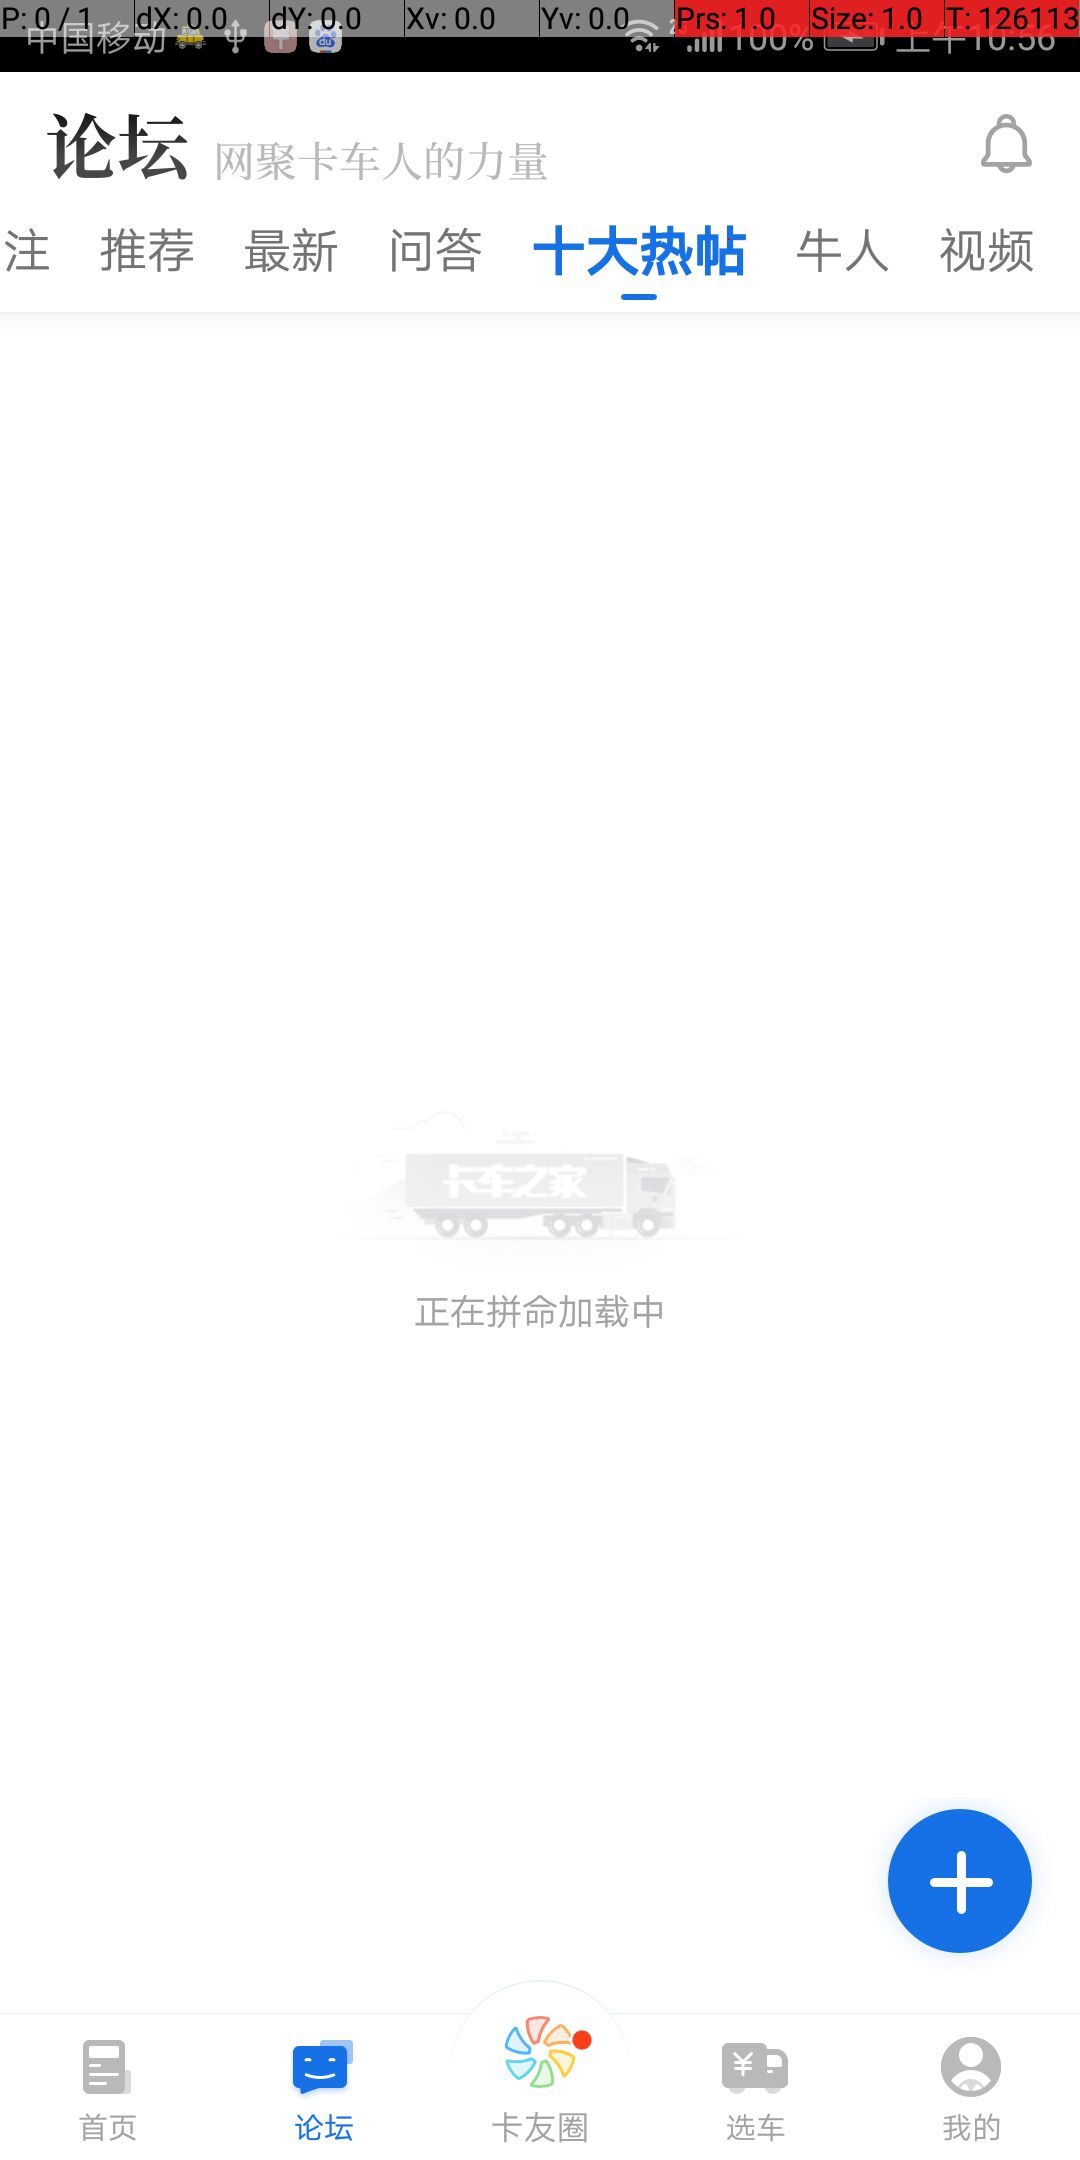 P: 0 / 1 dX: 0.0 dY: 0.0 Xv: 0.0 Yv: 0.0 Prs: 1.0 Size: 1.0 T: 126113
中国移动 100% 上午10:56
论坛 网聚卡车人的力量
注 推荐 最新 问答 十大热帖 牛人 视频
卡车之家
正在拼命加载中
首页 论坛 卡友圈 选车 我的